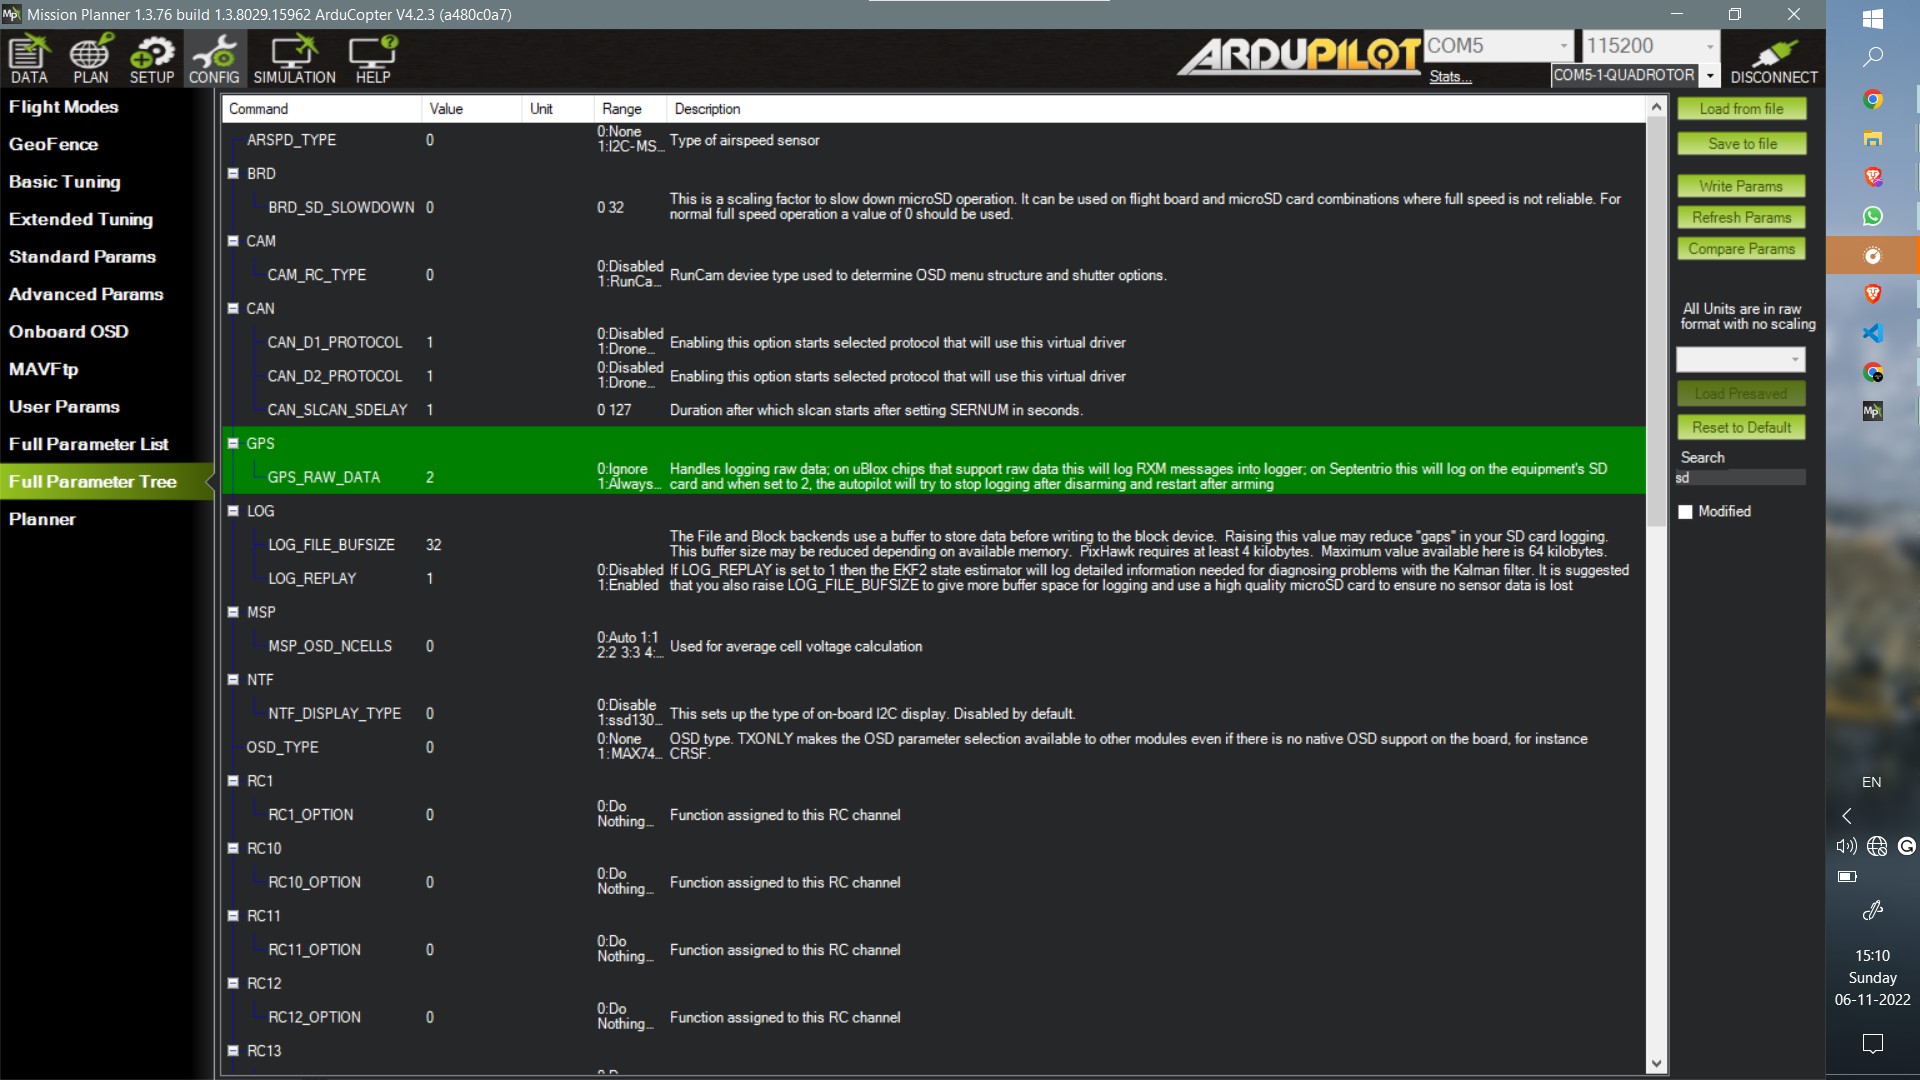 Mission Planner 1.3.76 build 1.3.8029.15962 ArduCopter V4.2.3 (a480c0a7)
DATA PLAN SETUP CONFIG SIMULATION HELP
ARDUPILOT
COM5 115200
Stats... COM5-1-QUADROTOR DISCONNECT
Flight Modes
GeoFence
Basic Tuning
Extended Tuning
Standard Params
Advanced Params
Onboard OSD
MAVFtp
User Params
Full Parameter List
Full Parameter Tree
Planner
Command Value Unit Range Description
ARSPD_TYPE 0 0:None 1:I2C-MS... Type of airspeed sensor
BRD
BRD_SD_SLOWDOWN 0 0 32 This is a scaling factor to slow down microSD operation. It can be used on flight board and microSD card combinations where full speed is not reliable. For
normal full speed operation a value of 0 should be used.
CAM
CAM_RC_TYPE 0 0:Disabled 1:RunCa... RunCam deviee type used to determine OSD menu structure and shutter options.
CAN
CAN_D1_PROTOCOL 1 0:Disabled 1:Drone... Enabling this option starts selected protocol that will use this virtual driver
CAN_D2_PROTOCOL 1 0:Disabled 1:Drone... Enabling this option starts selected protocol that will use this virtual driver
CAN_SLCAN_SDELAY 1 0 127 Duration after which slcan starts after setting SERNUM in seconds.
GPS
GPS_RAW_DATA 2 0:Ignore 1:Always... Handles logging raw data; on uBlox chips that support raw data this will log RXM messages into logger; on Septentrio this will log on the equipment's SD
card and when set to 2, the autopilot will try to stop logging after disarming and restart after arming
LOG
LOG_FILE_BUFSIZE 32 The File and Block backends use a buffer to store data before writing to the block device. Raising this value may reduce "gaps" in your SD card logging.
This buffer size may be reduced depending on available memory. PixHawk requires at least 4 kilobytes. Maximum value available here is 64 kilobytes.
LOG_REPLAY 1 0:Disabled 1:Enabled If LOG_REPLAY is set to 1 then the EKF2 state estimator will log detailed information needed for diagnosing problems with the Kalman filter. It is suggested
that you also raise LOG_FILE_BUFSIZE to give more buffer space for logging and use a high quality microSD card to ensure no sensor data is lost
MSP
MSP_OSD_NCELLS 0 0:Auto 1:1 2:2 3:3 4:... Used for average cell voltage calculation
NTF
NTF_DISPLAY_TYPE 0 0:Disable 1:ssd130... This sets up the type of on-board I2C display. Disabled by default.
OSD_TYPE 0 0:None 1:MAX74... OSD type. TXONLY makes the OSD parameter selection available to other modules even if there is no native OSD support on the board, for instance
CRSF.
RC1
RC1_OPTION 0 0:Do Nothing... Function assigned to this RC channel
RC10
RC10_OPTION 0 0:Do Nothing... Function assigned to this RC channel
RC11
RC11_OPTION 0 0:Do Nothing... Function assigned to this RC channel
RC12
RC12_OPTION 0 0:Do Nothing... Function assigned to this RC channel
RC13
Load from file
Save to file
Write Params
Refresh Params
Compare Params
All Units are in raw
format with no scaling
Load Presaved
Reset to Default
Search
sd
Modified
EN
15:10
Sunday
06-11-2022